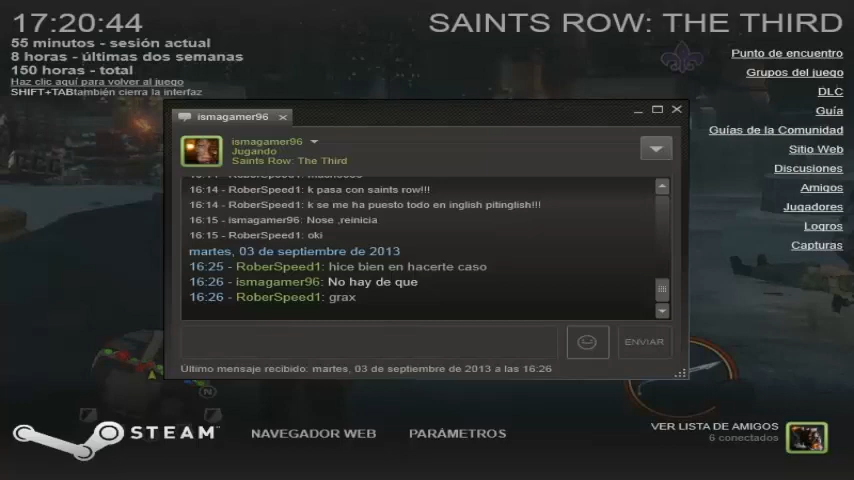 17:20:44
55 minutos - sesión actual
8 horas - últimas dos semanas
150 horas - total
Haz clic aquí para volver al juego
SHIFT+TABtambién cierra la interfaz
SAINTS ROW: THE THIRD
Punto de encuentro
Grupos del juego
DLC
Guía
Guías de la Comunidad
Sitio Web
Discusiones
Amigos
Jugadores
Logros
Capturas
ismagamer96
ismagamer96
Jugando
Saints Row: The Third
16:14 - RoberSpeed1: k pasa con saints row!!!
16:14 - RoberSpeed1: k se me ha puesto todo en inglish pitinglish!!!
16:15 - ismagamer96: Nose ,reinicia
16:15 - RoberSpeed1: oki
martes, 03 de septiembre de 2013
16:25 - RoberSpeed1: hice bien en hacerte caso
16:26 - ismagamer96: No hay de que
16:26 - RoberSpeed1: grax
ENVIAR
Último mensaje recibido: martes, 03 de septiembre de 2013 a las 16:26
N
STEAM
NAVEGADOR WEB
PARÁMETROS
VER LISTA DE AMIGOS
6 conectados